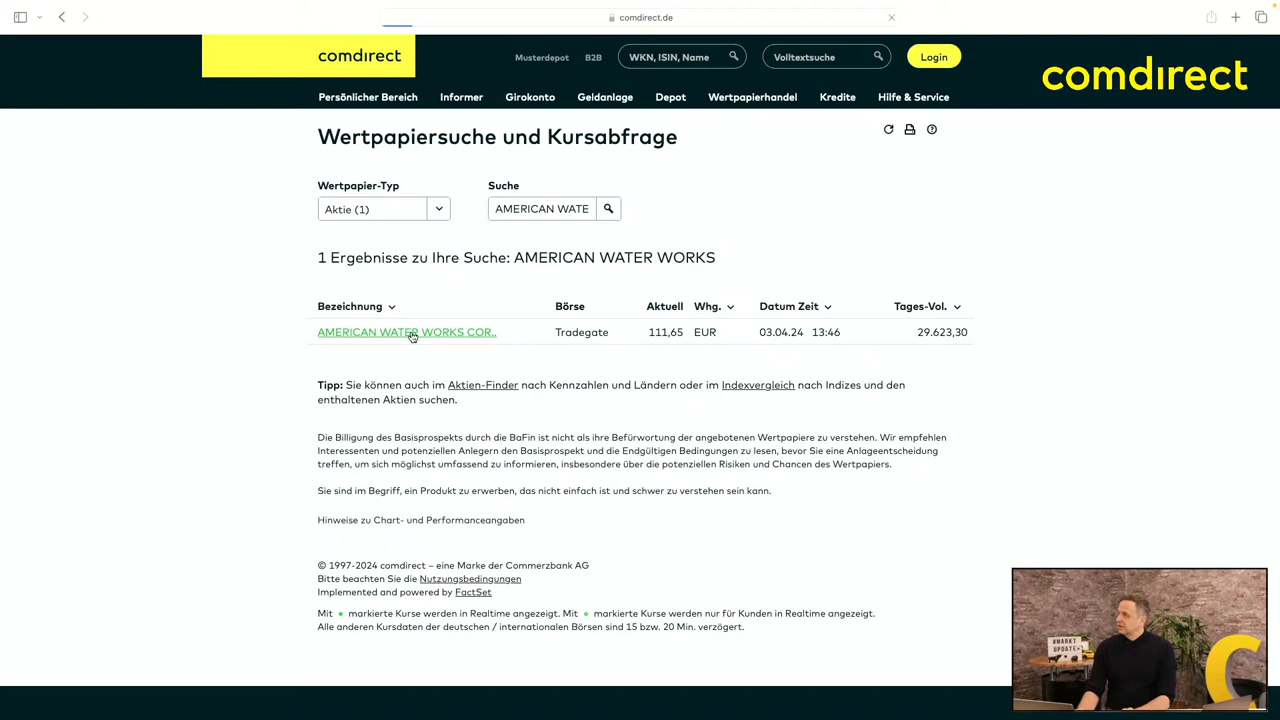 comdirect.de
comdirect
Musterdepot B2B WKN, ISIN, Name Volltextsuche Login
comdirect
Persönlicher Bereich Informer Girokonto Geldanlage Depot Wertpapierhandel Kredite Hilfe & Service
Wertpapiersuche und Kursabfrage
Wertpapier-Typ Suche
Aktie (1) AMERICAN WATE
1 Ergebnisse zu Ihre Suche: AMERICAN WATER WORKS
Bezeichnung Börse Aktuell Whg. Datum Zeit Tages-Vol.
AMERICAN WATER WORKS COR.. Tradegate 111,65 EUR 03.04.24 13:46 29.623,30
Tipp: Sie können auch im Aktien-Finder nach Kennzahlen und Ländern oder im Indexvergleich nach Indizes und den
enthaltenen Aktien suchen.
Die Billigung des Basisprospekts durch die BaFin ist nicht als ihre Befürwortung der angebotenen Wertpapiere zu verstehen. Wir empfehlen
Interessenten und potenziellen Anlegern den Basisprospekt und die Endgültigen Bedingungen zu lesen, bevor Sie eine Anlageentscheidung
treffen, um sich möglichst umfassend zu informieren, insbesondere über die potenziellen Risiken und Chancen des Wertpapiers.
Sie sind im Begriff, ein Produkt zu erwerben, das nicht einfach ist und schwer zu verstehen sein kann.
Hinweise zu Chart- und Performanceangaben
© 1997-2024 comdirect – eine Marke der Commerzbank AG
Bitte beachten Sie die Nutzungsbedingungen
Implemented and powered by FactSet
Mit markierte Kurse werden in Realtime angezeigt. Mit markierte Kurse werden nur für Kunden in Realtime angezeigt.
Alle anderen Kursdaten der deutschen / internationalen Börsen sind 15 bzw. 20 Min. verzögert.
#MARKT
UPDATE